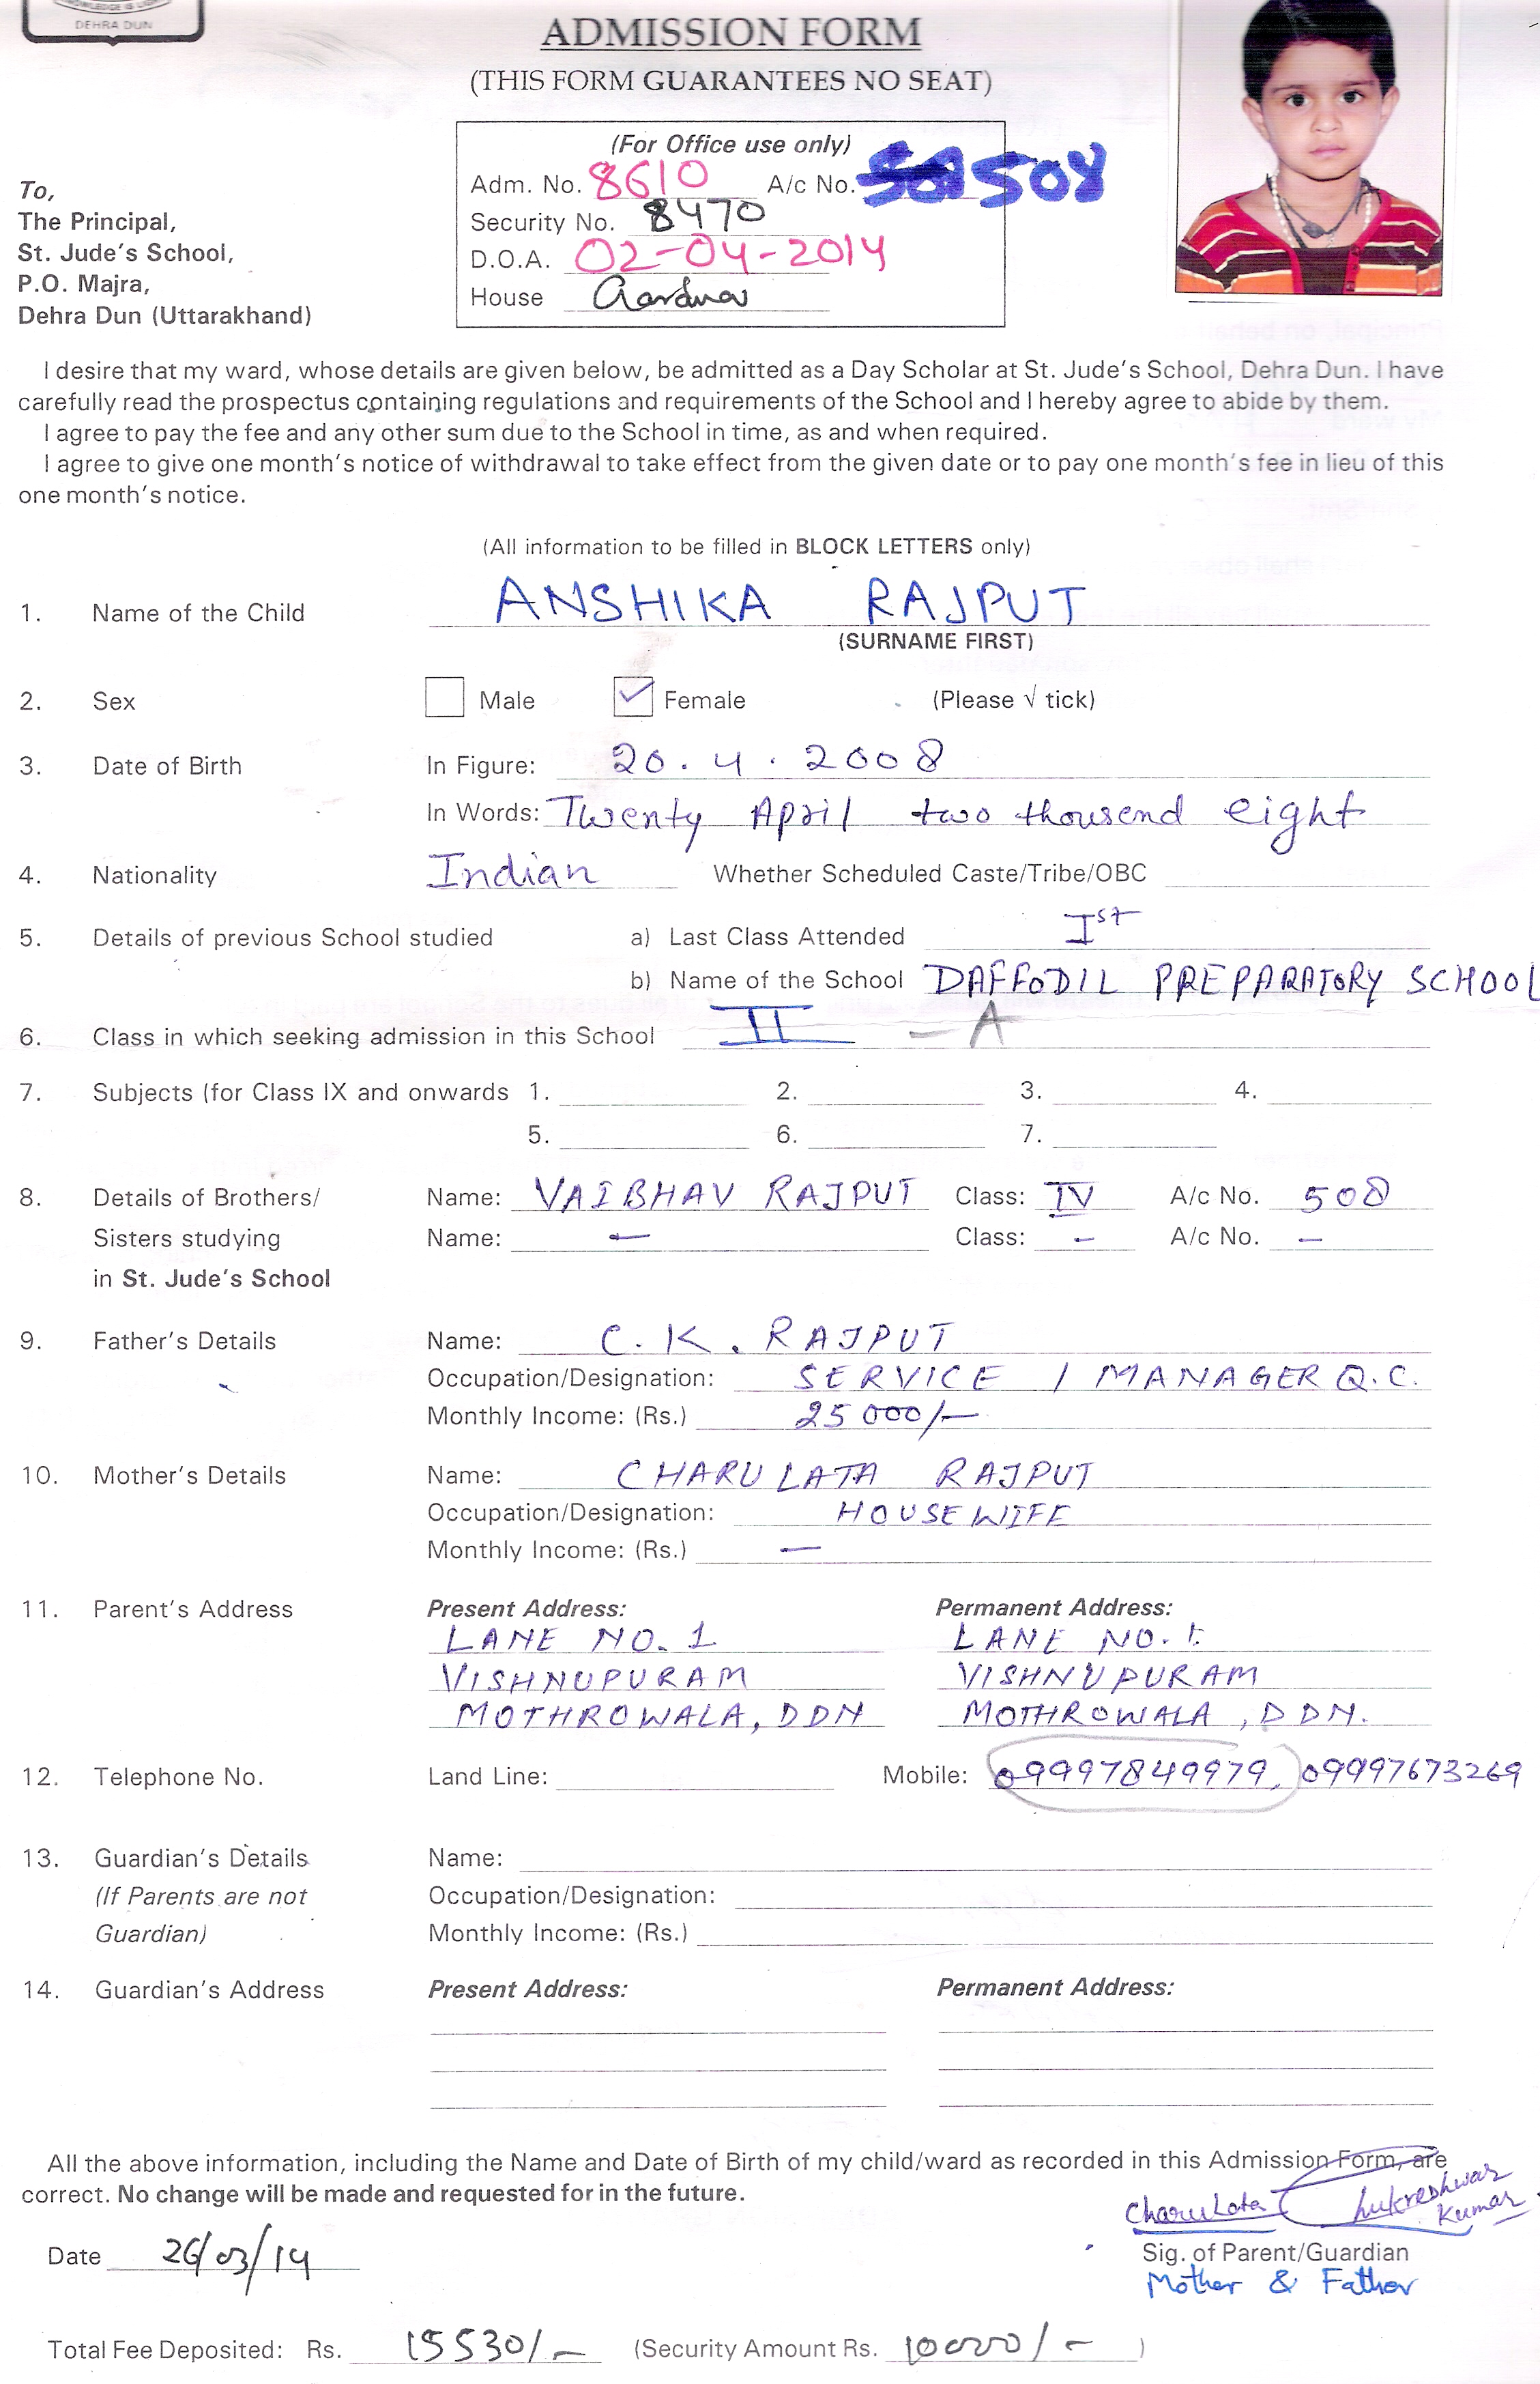 KNOWLEDGE IS LIGHT
DEHRA DUN
ADMISSION FORM
(THIS FORM GUARANTEES NO SEAT)
(For Office use only)
Adm. No. 8610 A/c No. 508
Security No. 8470
D.O.A. 02-04-2014
House
To,
The Principal,
St. Jude's School,
P.O. Majra,
Dehra Dun (Uttarakhand)
I desire that my ward, whose details are given below, be admitted as a Day Scholar at St. Jude's School, Dehra Dun. I have
carefully read the prospectus containing regulations and requirements of the School and I hereby agree to abide by them.
I agree to pay the fee and any other sum due to the School in time, as and when required.
I agree to give one month's notice of withdrawal to take effect from the given date or to pay one month's fee in lieu of this
one month's notice.
(All information to be filled in BLOCK LETTERS only)
1. Name of the Child ANSHIKA RAJPUT
(SURNAME FIRST)
2. Sex Male ✓ Female (Please √ tick)
3. Date of Birth In Figure: 20.4.2008
In Words: Twenty April two thousend eight
4. Nationality Indian Whether Scheduled Caste/Tribe/OBC
5. Details of previous School studied a) Last Class Attended Ist
b) Name of the School DAFFODIL PREPARATORY SCHOOL
6. Class in which seeking admission in this School II - A
7. Subjects (for Class IX and onwards 1. 2. 3. 4.
5. 6. 7.
8. Details of Brothers/ Name: VAIBHAV RAJPUT Class: IV A/c No. 508
Sisters studying Name: - Class: - A/c No. -
in St. Jude's School
9. Father's Details Name: C.K. RAJPUT
Occupation/Designation: SERVICE / MANAGER Q.C.
Monthly Income: (Rs.) 25000/-
10. Mother's Details Name: CHARU LATA RAJPUT
Occupation/Designation: HOUSE WIFE
Monthly Income: (Rs.) -
11. Parent's Address Present Address: Permanent Address:
LANE NO. 1 LANE NO. 1
VISHNUPURAM VISHNUPURAM
MOTHROWALA, DDN MOTHROWALA, DDN.
12. Telephone No. Land Line: Mobile: 09997849979, 09997673269
13. Guardian's Details Name:
(If Parents are not Occupation/Designation:
Guardian) Monthly Income: (Rs.)
14. Guardian's Address Present Address: Permanent Address:
All the above information, including the Name and Date of Birth of my child/ward as recorded in this Admission Form, are
correct. No change will be made and requested for in the future.
Charu Lata Kumar
Date 26/03/14 Sig. of Parent/Guardian
Mother & Father
Total Fee Deposited: Rs. 15530/- (Security Amount Rs. 10000/- )